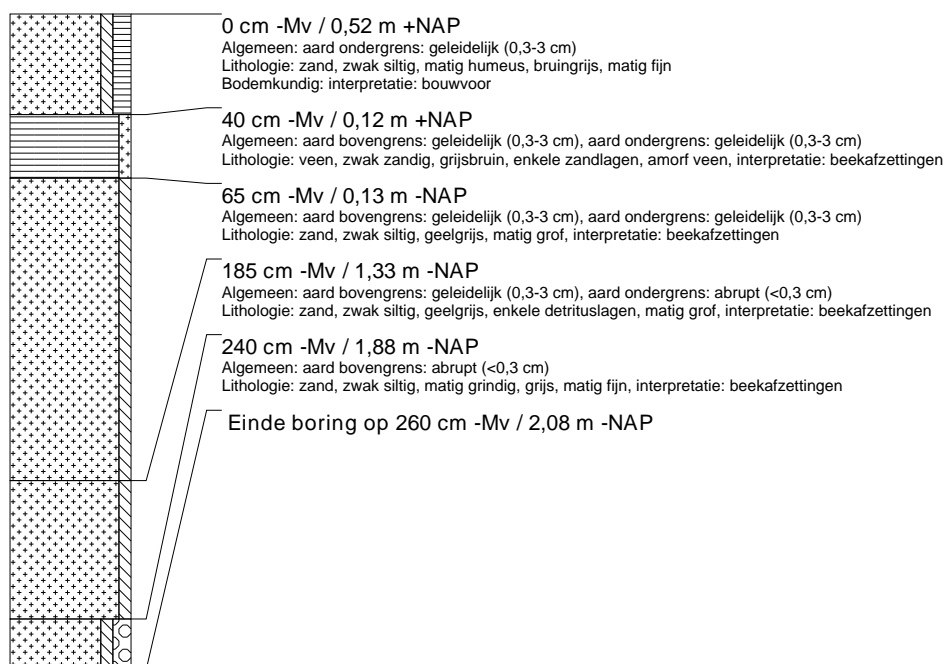 0 cm -Mv / 0,52 m +NAP
Algemeen: aard ondergrens: geleidelijk (0,3-3 cm)
Lithologie: zand, zwak siltig, matig humeus, bruingrijs, matig fijn
Bodemkundig: interpretatie: bouwvoor
40 cm -Mv / 0,12 m +NAP
Algemeen: aard bovengrens: geleidelijk (0,3-3 cm), aard ondergrens: geleidelijk (0,3-3 cm)
Lithologie: veen, zwak zandig, grijsbruin, enkele zandlagen, amorf veen, interpretatie: beekafzettingen
65 cm -Mv / 0,13 m -NAP
Algemeen: aard bovengrens: geleidelijk (0,3-3 cm), aard ondergrens: geleidelijk (0,3-3 cm)
Lithologie: zand, zwak siltig, geelgrijs, matig grof, interpretatie: beekafzettingen
185 cm -Mv / 1,33 m -NAP
Algemeen: aard bovengrens: geleidelijk (0,3-3 cm), aard ondergrens: abrupt (<0,3 cm)
Lithologie: zand, zwak siltig, geelgrijs, enkele detrituslagen, matig grof, interpretatie: beekafzettingen
240 cm -Mv / 1,88 m -NAP
Algemeen: aard bovengrens: abrupt (<0,3 cm)
Lithologie: zand, zwak siltig, matig grindig, grijs, matig fijn, interpretatie: beekafzettingen
Einde boring op 260 cm -Mv / 2,08 m -NAP